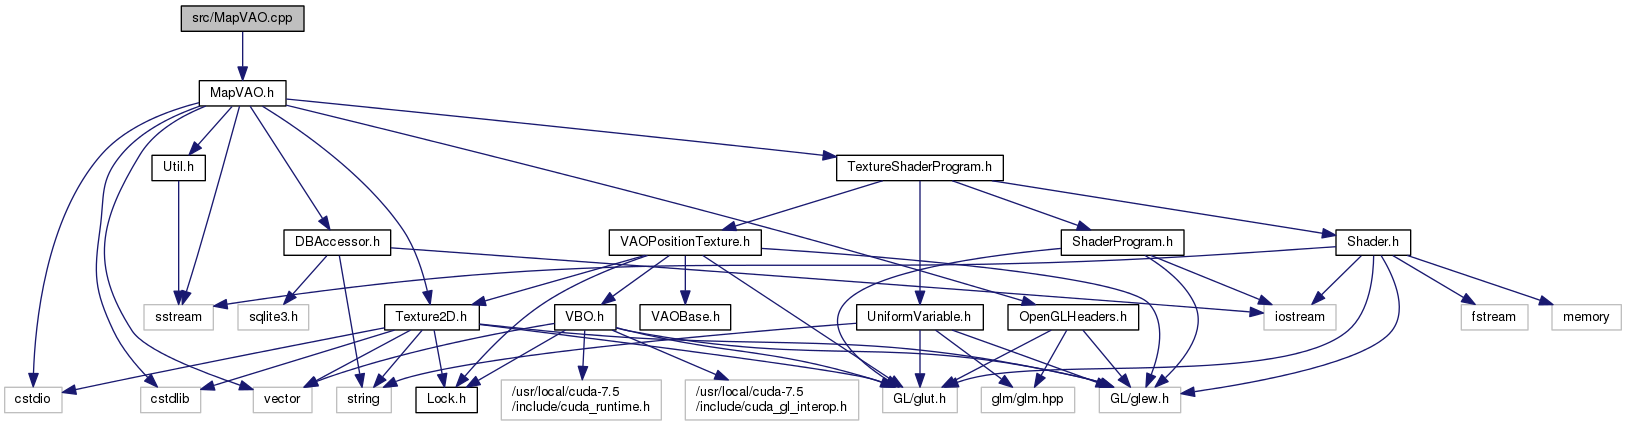 src/MapVAO.cpp
MapVAO.h
Util.h
TextureShaderProgram.h
DBAccessor.h
VAOPositionTexture.h
ShaderProgram.h
Shader.h
sstream
sqlite3.h
Texture2D.h
VBO.h
VAOBase.h
UniformVariable.h
OpenGLHeaders.h
iostream
fstream
memory
cstdio
cstdlib
vector
string
Lock.h
/usr/local/cuda-7.5
/include/cuda_runtime.h
/usr/local/cuda-7.5
/include/cuda_gl_interop.h
GL/glut.h
glm/glm.hpp
GL/glew.h